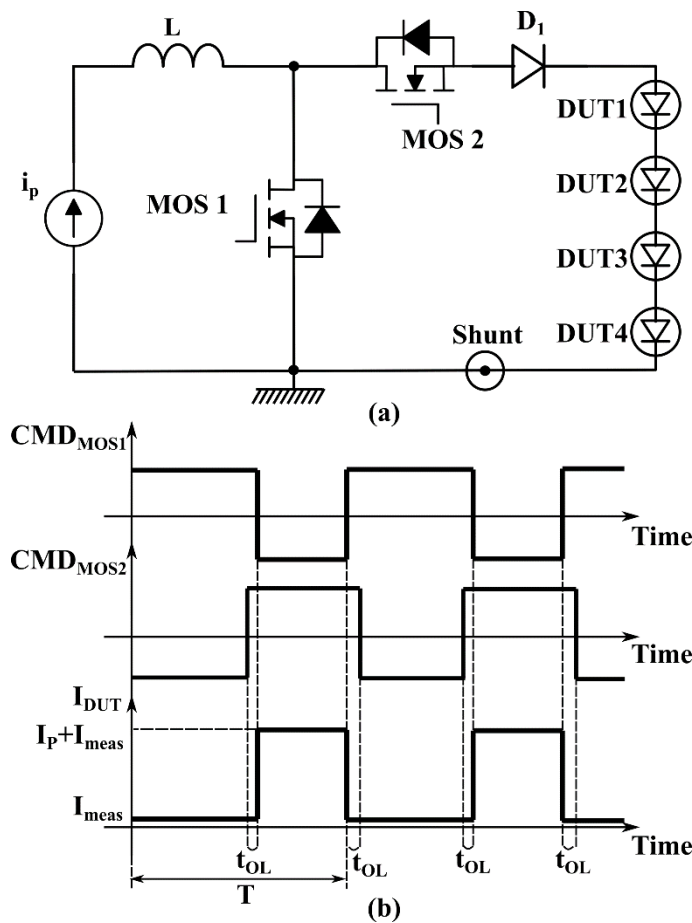 L
D1
MOS 2
DUT1
DUT2
DUT3
DUT4
ip
MOS 1
Shunt
(a)
CMDMOS1
Time
CMDMOS2
Time
IDUT
IP+Imeas
Imeas
Time
tOL tOL tOL tOL
T
(b)